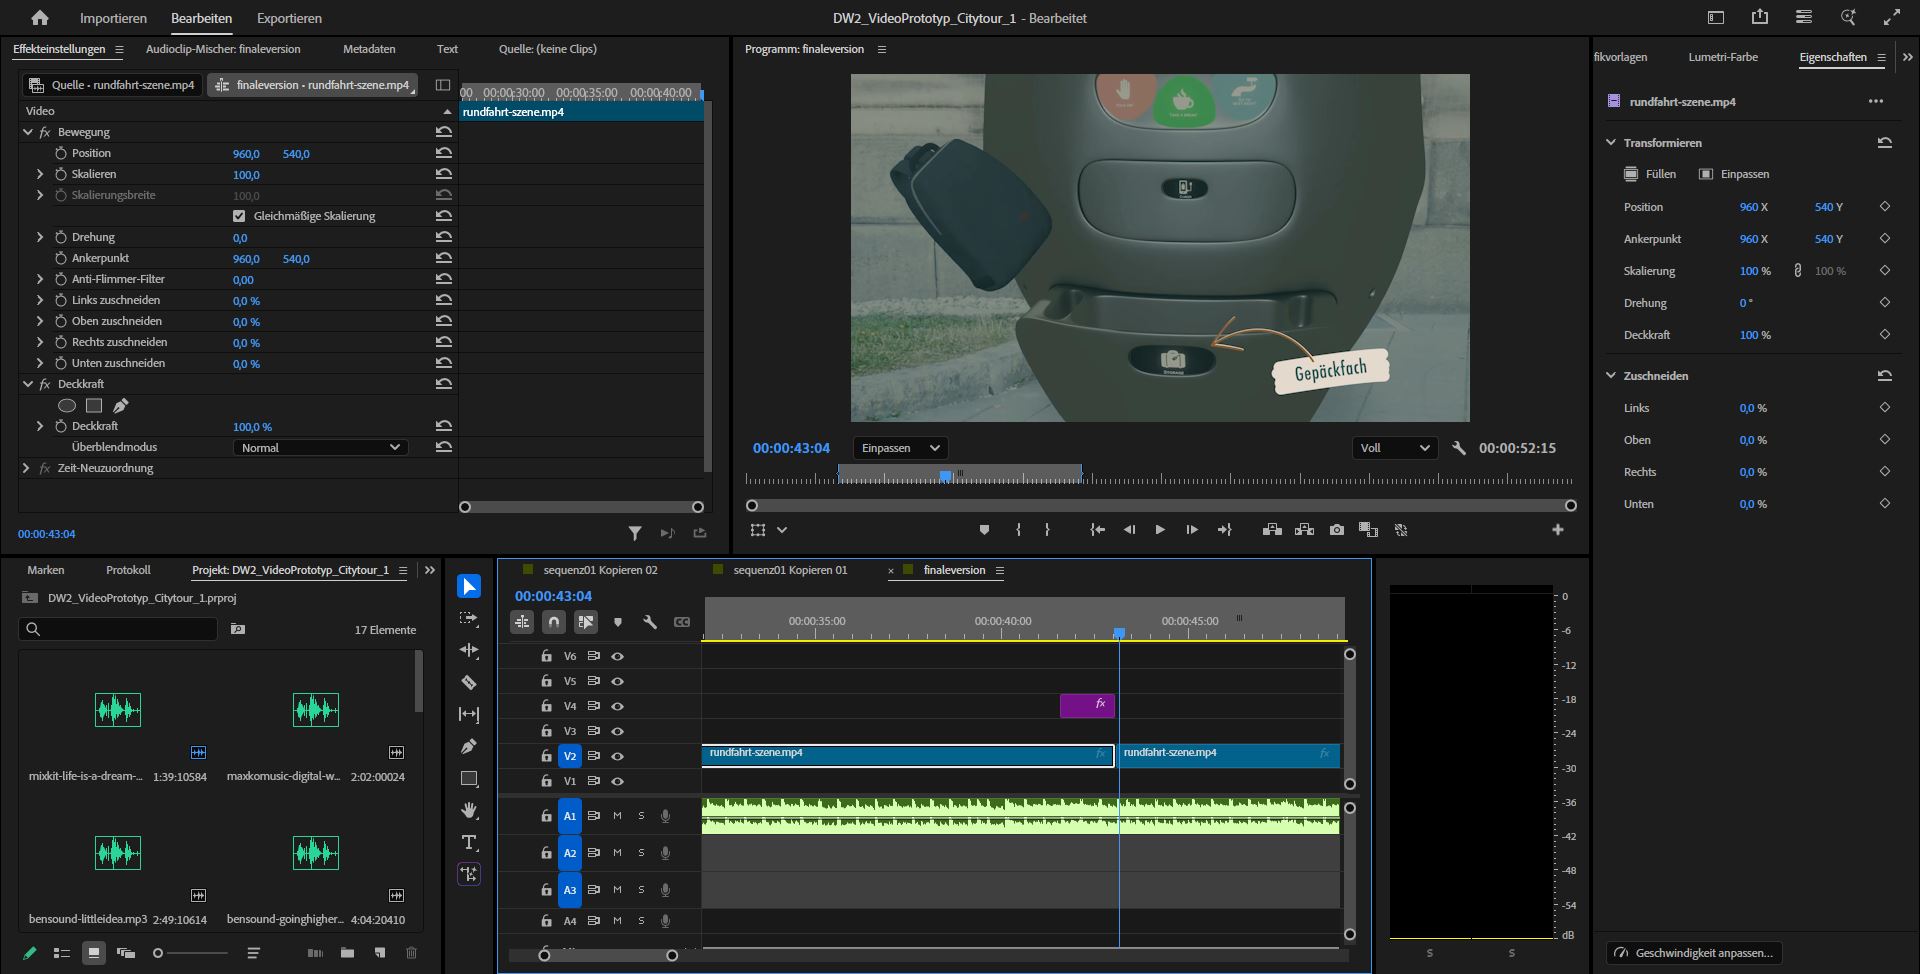 Importieren
Bearbeiten
Exportieren
DW2_VideoPrototyp_Citytour_1 - Bearbeitet
Effekteinstellungen
Audioclip-Mischer: finaleversion
Metadaten
Text
Quelle: (keine Clips)
Quelle - rundfahrt-szene.mp4
finaleversion - rundfahrt-szene.mp4
00
00:00:30:00
00:00:35:00
00:00:40:00
Video
rundfahrt-szene.mp4
fx Bewegung
Position 960,0 540,0
Skalieren 100,0
Skalierungsbreite 100,0
Gleichmäßige Skalierung
Drehung 0,0
Ankerpunkt 960,0 540,0
Anti-Flimmer-Filter 0,00
Links zuschneiden 0,0 %
Oben zuschneiden 0,0 %
Rechts zuschneiden 0,0 %
Unten zuschneiden 0,0 %
fx Deckkraft
Deckkraft 100,0 %
Überblendmodus Normal
fx Zeit-Neuzuordnung
00:00:43:04
Programm: finaleversion
STORAGE
Gepäckfach
00:00:43:04
Einpassen
Voll
00:00:52:15
fikvorlagen
Lumetri-Farbe
Eigenschaften
rundfahrt-szene.mp4
Transformieren
Füllen
Einpassen
Position 960 X 540 Y
Ankerpunkt 960 X 540 Y
Skalierung 100 % 100 %
Drehung 0 °
Deckkraft 100 %
Zuschneiden
Links 0,0 %
Oben 0,0 %
Rechts 0,0 %
Unten 0,0 %
Geschwindigkeit anpassen...
Marken
Protokoll
Projekt: DW2_VideoPrototyp_Citytour_1
DW2_VideoPrototyp_Citytour_1.prproj
17 Elemente
mixkit-life-is-a-dream-... 1:39:10584
maxkomusic-digital-w... 2:02:00024
bensound-littleidea.mp3 2:49:10614
bensound-goinghigher... 4:04:20410
sequenz01 Kopieren 02
sequenz01 Kopieren 01
× finaleversion
00:00:43:04
00:00:35:00
00:00:40:00
00:00:45:00
V6
V5
V4 fx
V3
V2 rundfahrt-szene.mp4 fx rundfahrt-szene.mp4 fx
V1
A1 M S
A2 M S
A3 M S
A4 M S
0
-6
-12
-18
-24
-30
-36
-42
-48
-54
dB
S S